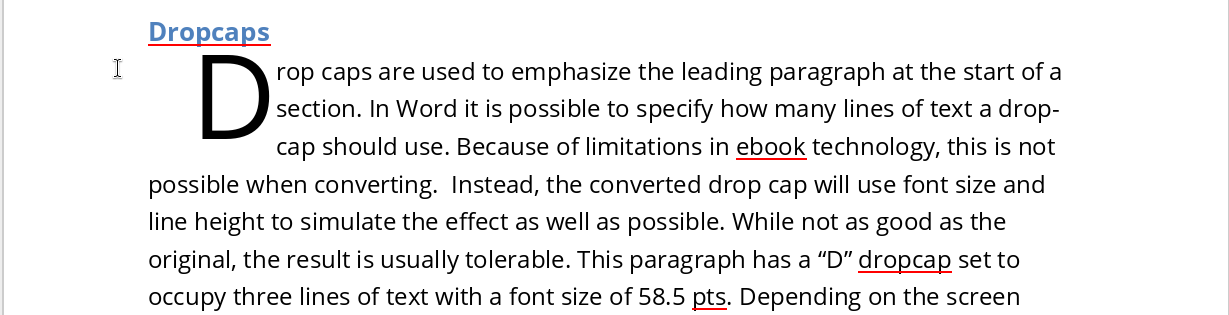 Dropcaps
Drop caps are used to emphasize the leading paragraph at the start of a
section. In Word it is possible to specify how many lines of text a drop-
cap should use. Because of limitations in ebook technology, this is not
possible when converting.  Instead, the converted drop cap will use font size and
line height to simulate the effect as well as possible. While not as good as the
original, the result is usually tolerable. This paragraph has a “D” dropcap set to
occupy three lines of text with a font size of 58.5 pts. Depending on the screen